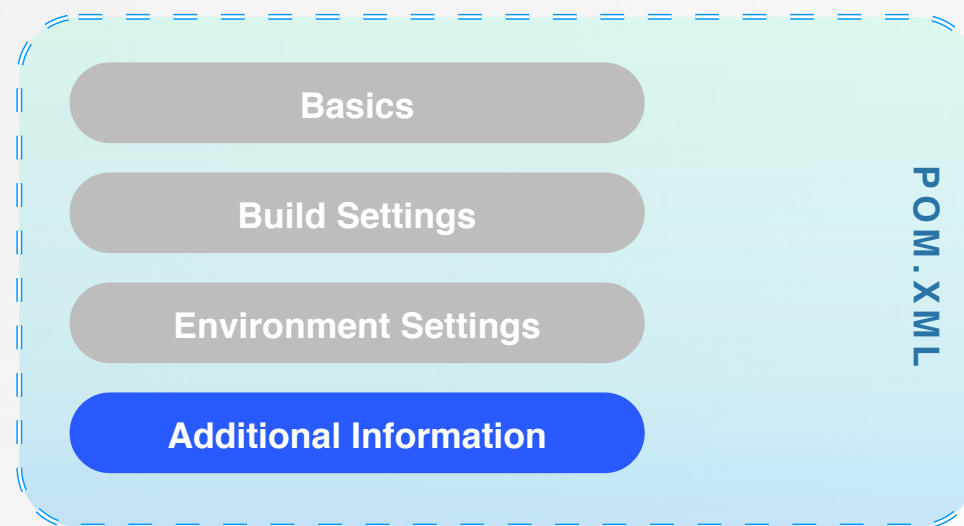 Basics
Build Settings
Environment Settings
Additional Information
POM.XML